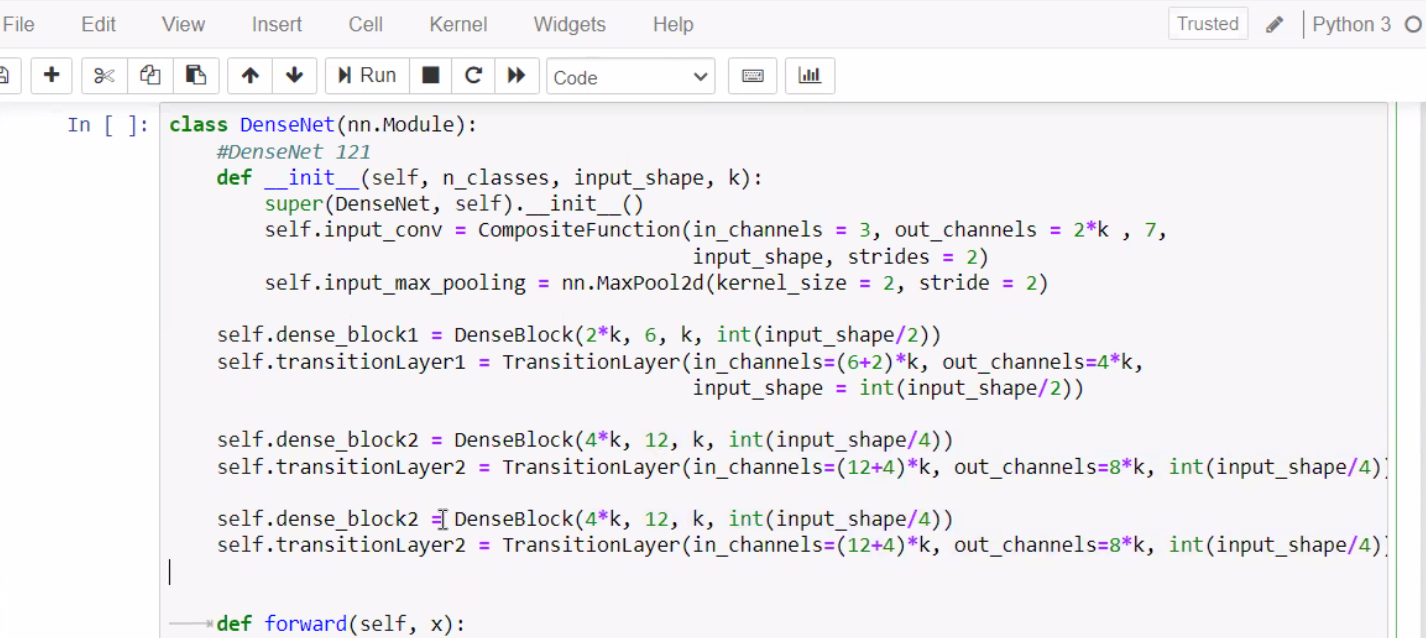 File Edit View Insert Cell Kernel Widgets Help Trusted Python 3
Run Code
In [ ]: class DenseNet(nn.Module):
#DenseNet 121
def __init__(self, n_classes, input_shape, k):
super(DenseNet, self).__init__()
self.input_conv = CompositeFunction(in_channels = 3, out_channels = 2*k , 7,
input_shape, strides = 2)
self.input_max_pooling = nn.MaxPool2d(kernel_size = 2, stride = 2)
self.dense_block1 = DenseBlock(2*k, 6, k, int(input_shape/2))
self.transitionLayer1 = TransitionLayer(in_channels=(6+2)*k, out_channels=4*k,
input_shape = int(input_shape/2))
self.dense_block2 = DenseBlock(4*k, 12, k, int(input_shape/4))
self.transitionLayer2 = TransitionLayer(in_channels=(12+4)*k, out_channels=8*k, int(input_shape/4)
self.dense_block2 = DenseBlock(4*k, 12, k, int(input_shape/4))
self.transitionLayer2 = TransitionLayer(in_channels=(12+4)*k, out_channels=8*k, int(input_shape/4)
def forward(self, x):